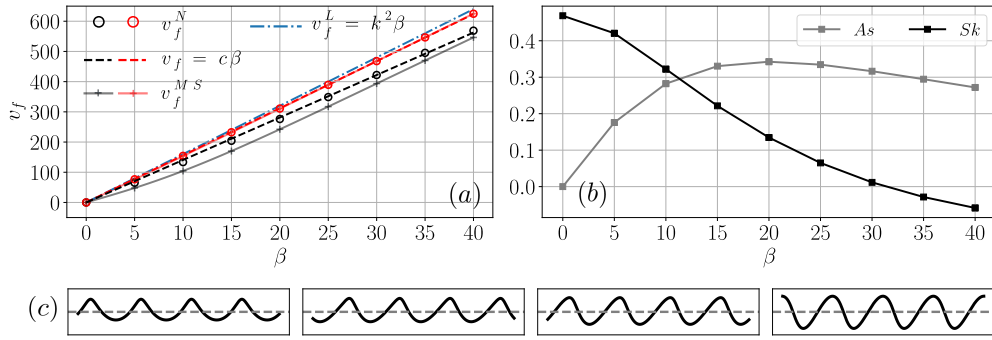 v_f^N
v_f^L = k^2 β
v_f = cβ
v_f^{MS}
600
500
400
300
200
100
0
v_f
0 5 10 15 20 25 30 35 40
β
(a)
As Sk
0.4
0.3
0.2
0.1
0.0
(b)
0 5 10 15 20 25 30 35 40
β
(c)